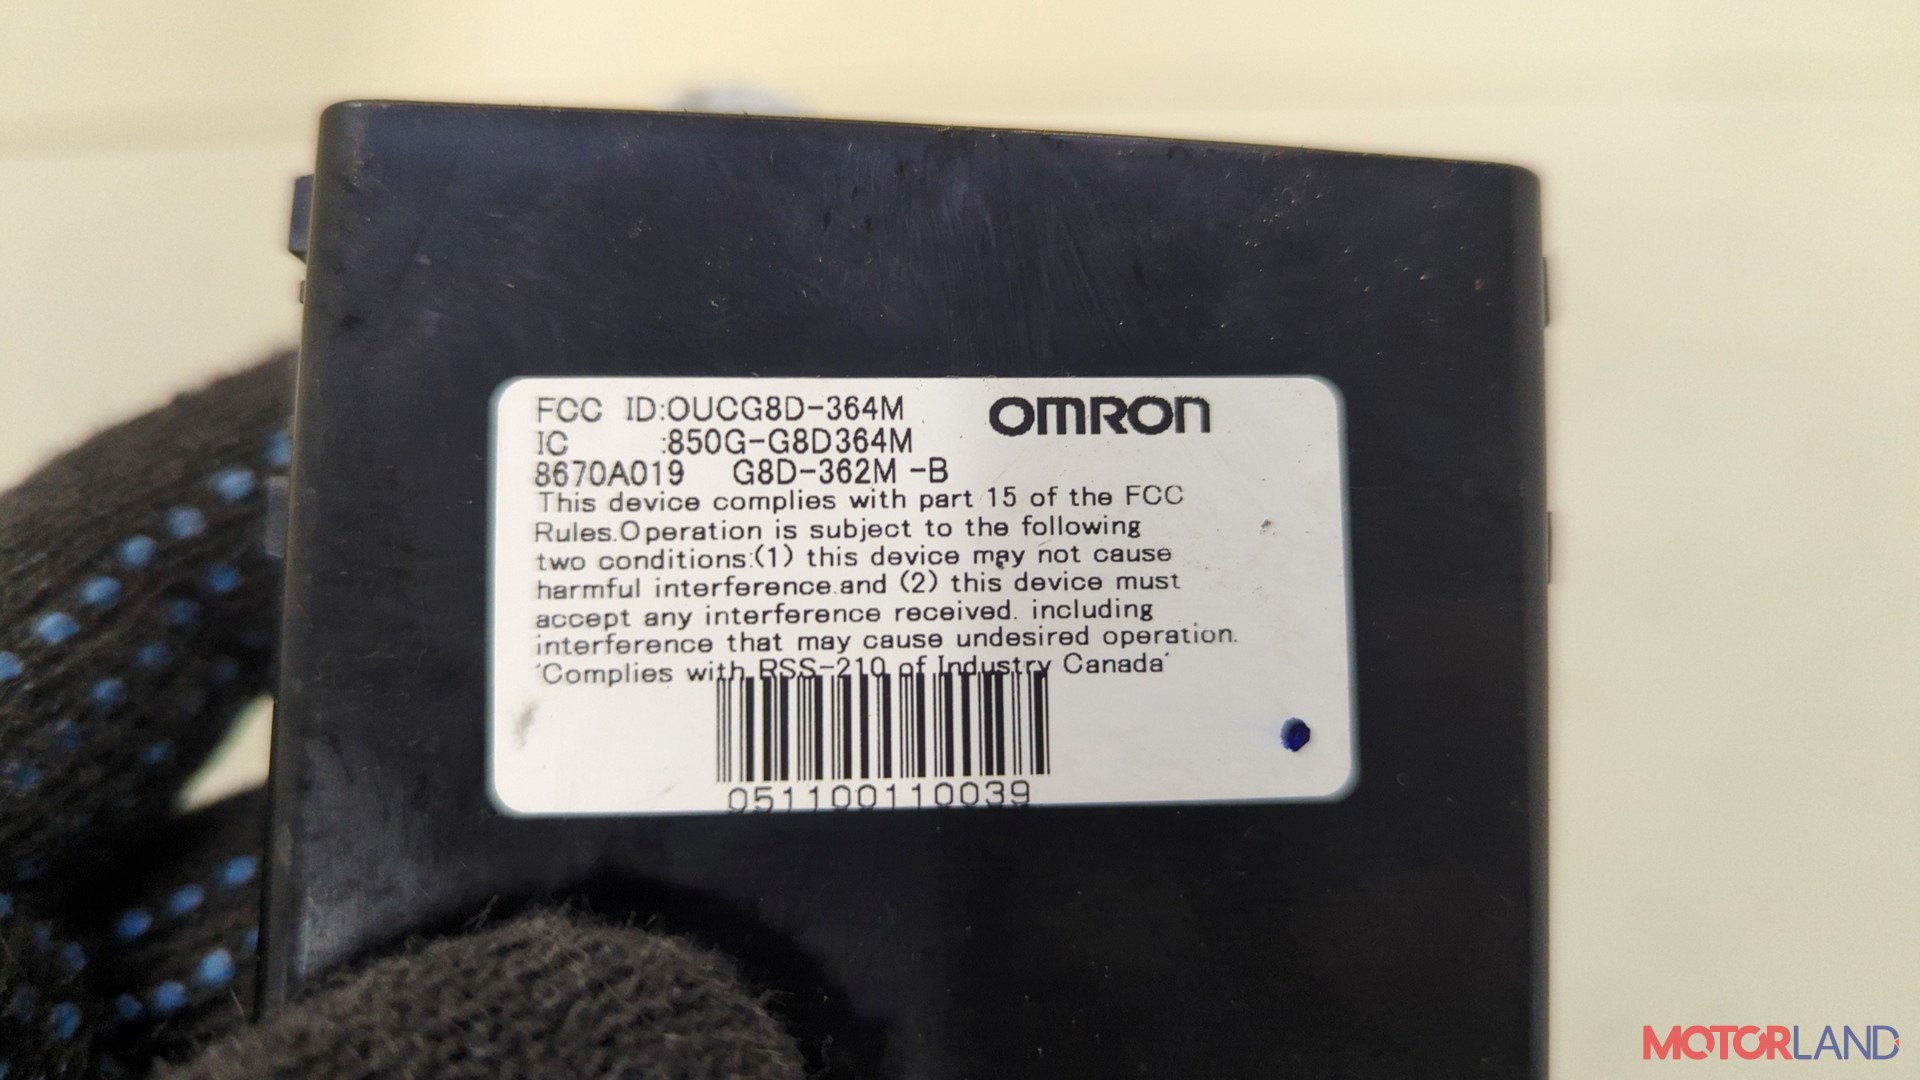 FCC ID:OUCG8D-364M
OMRON
IC :850G-G8D364M
8670A019 G8D-362M -B
This device complies with part 15 of the FCC
Rules.Operation is subject to the following
two conditions:(1) this device may not cause
harmful interference.and (2) this device must
accept any interference received. including
interference that may cause undesired operation.
'Complies with RSS-210 of Industry Canada'
051100110039
MOTORLAND